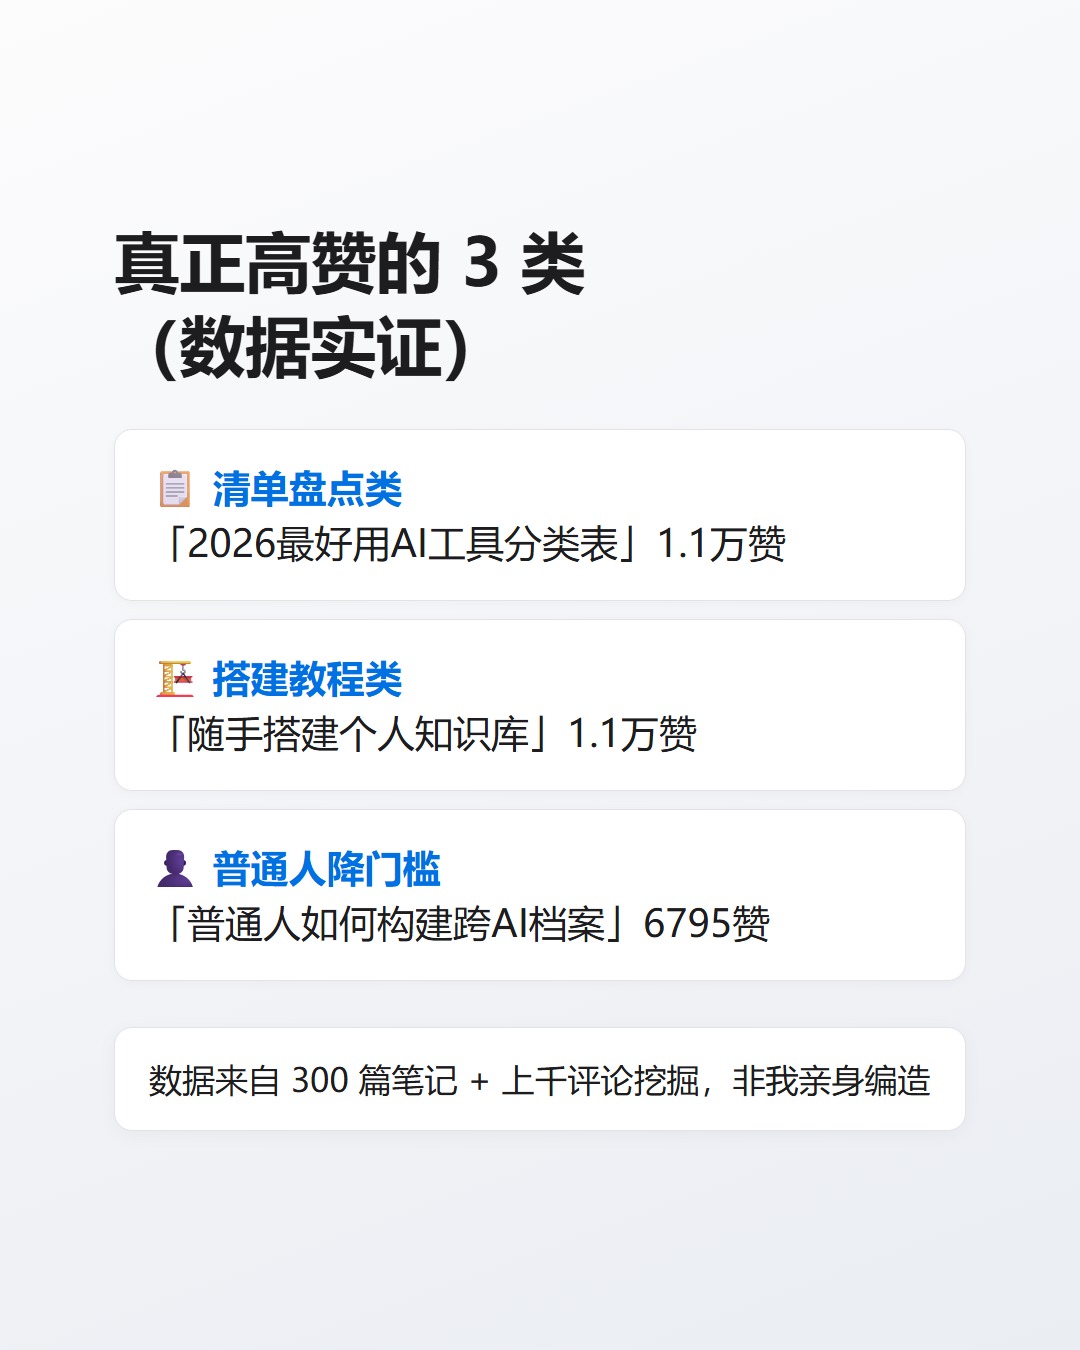 真正高赞的 3 类
（数据实证）
清单盘点类
「2026最好用AI工具分类表」1.1万赞
搭建教程类
「随手搭建个人知识库」1.1万赞
普通人降门槛
「普通人如何构建跨AI档案」6795赞
数据来自 300 篇笔记 + 上千评论挖掘，非我亲身编造